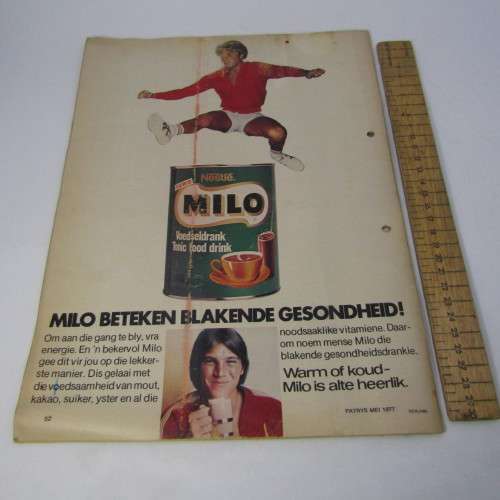 Nestlé
MILO
Voedseldrank
Tonic food drink
MILO BETEKEN BLAKENDE GESONDHEID!
Om aan die gang te bly, vra
energie. En 'n bekervol Milo
gee dit vir jou op die lekker-
ste manier. Dis gelaai met
die voedsaamheid van mout,
kakao, suiker, yster en al die
noodsaaklike vitamiene. Daar-
om noem mense Milo die
blakende gesondheidsdrankie.
Warm of koud-
Milo is alte heerlik.
52
PATRYS MEI 1977